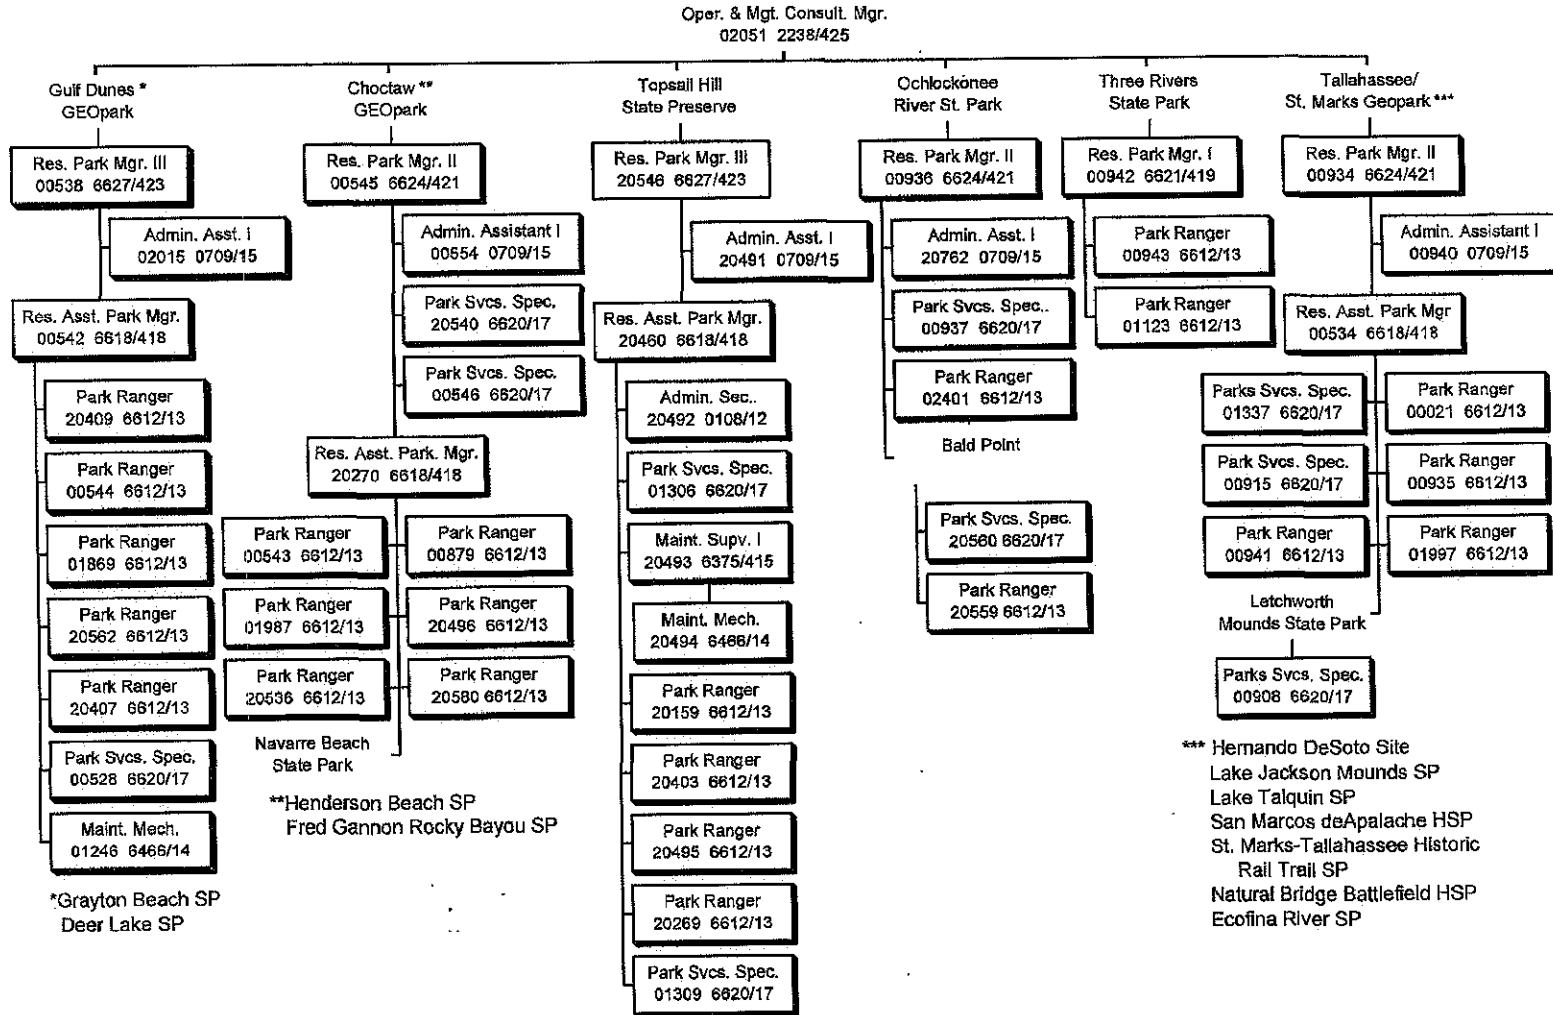 Oper. & Mgt. Consult. Mgr.
02051 2238/425
Gulf Dunes *
GEOpark
Res. Park Mgr. III
00538 6627/423
Admin. Asst. I
02015 0709/15
Res. Asst. Park Mgr.
00542 6618/418
Park Ranger
20409 6612/13
Park Ranger
00544 6612/13
Park Ranger
01869 6612/13
Park Ranger
20562 6612/13
Park Ranger
20407 6612/13
Park Svcs. Spec.
00528 6620/17
Maint. Mech.
01246 6466/14
*Grayton Beach SP
Deer Lake SP
Choctaw **
GEOpark
Res. Park Mgr. II
00545 6624/421
Admin. Assistant I
00554 0709/15
Park Svcs. Spec.
20540 6620/17
Park Svcs. Spec.
00546 6620/17
Res. Asst. Park. Mgr.
20270 6618/418
Park Ranger
00543 6612/13
Park Ranger
00879 6612/13
Park Ranger
01987 6612/13
Park Ranger
20496 6612/13
Park Ranger
20536 6612/13
Park Ranger
20580 6612/13
Navarre Beach
State Park
**Henderson Beach SP
Fred Gannon Rocky Bayou SP
Topsail Hill
State Preserve
Res. Park Mgr. III
20546 6627/423
Admin. Asst. I
20491 0709/15
Res. Asst. Park Mgr.
20460 6618/418
Admin. Sec..
20492 0108/12
Park Svcs. Spec.
01306 6620/17
Maint. Supv. I
20493 6375/415
Maint. Mech.
20494 6466/14
Park Ranger
20159 6612/13
Park Ranger
20403 6612/13
Park Ranger
20495 6612/13
Park Ranger
20269 6612/13
Park Svcs. Spec.
01309 6620/17
Ochlockonee
River St. Park
Res. Park Mgr. II
00936 6624/421
Admin. Asst. I
20762 0709/15
Park Svcs. Spec..
00937 6620/17
Park Ranger
02401 6612/13
Bald Point
Park Svcs. Spec.
20560 6620/17
Park Ranger
20559 6612/13
Three Rivers
State Park
Res. Park Mgr. I
00942 6621/419
Park Ranger
00943 6612/13
Park Ranger
01123 6612/13
Tallahassee/
St. Marks Geopark ***
Res. Park Mgr. II
00934 6624/421
Admin. Assistant I
00940 0709/15
Res. Asst. Park Mgr
00534 6618/418
Parks Svcs. Spec.
01337 6620/17
Park Ranger
00021 6612/13
Park Svcs. Spec.
00915 6620/17
Park Ranger
00935 6612/13
Park Ranger
00941 6612/13
Park Ranger
01997 6612/13
Letchworth
Mounds State Park
Parks Svcs. Spec.
00908 6620/17
*** Hernando DeSoto Site
Lake Jackson Mounds SP
Lake Talquin SP
San Marcos deApalache HSP
St. Marks-Tallahassee Historic
Rail Trail SP
Natural Bridge Battlefield HSP
Ecofina River SP